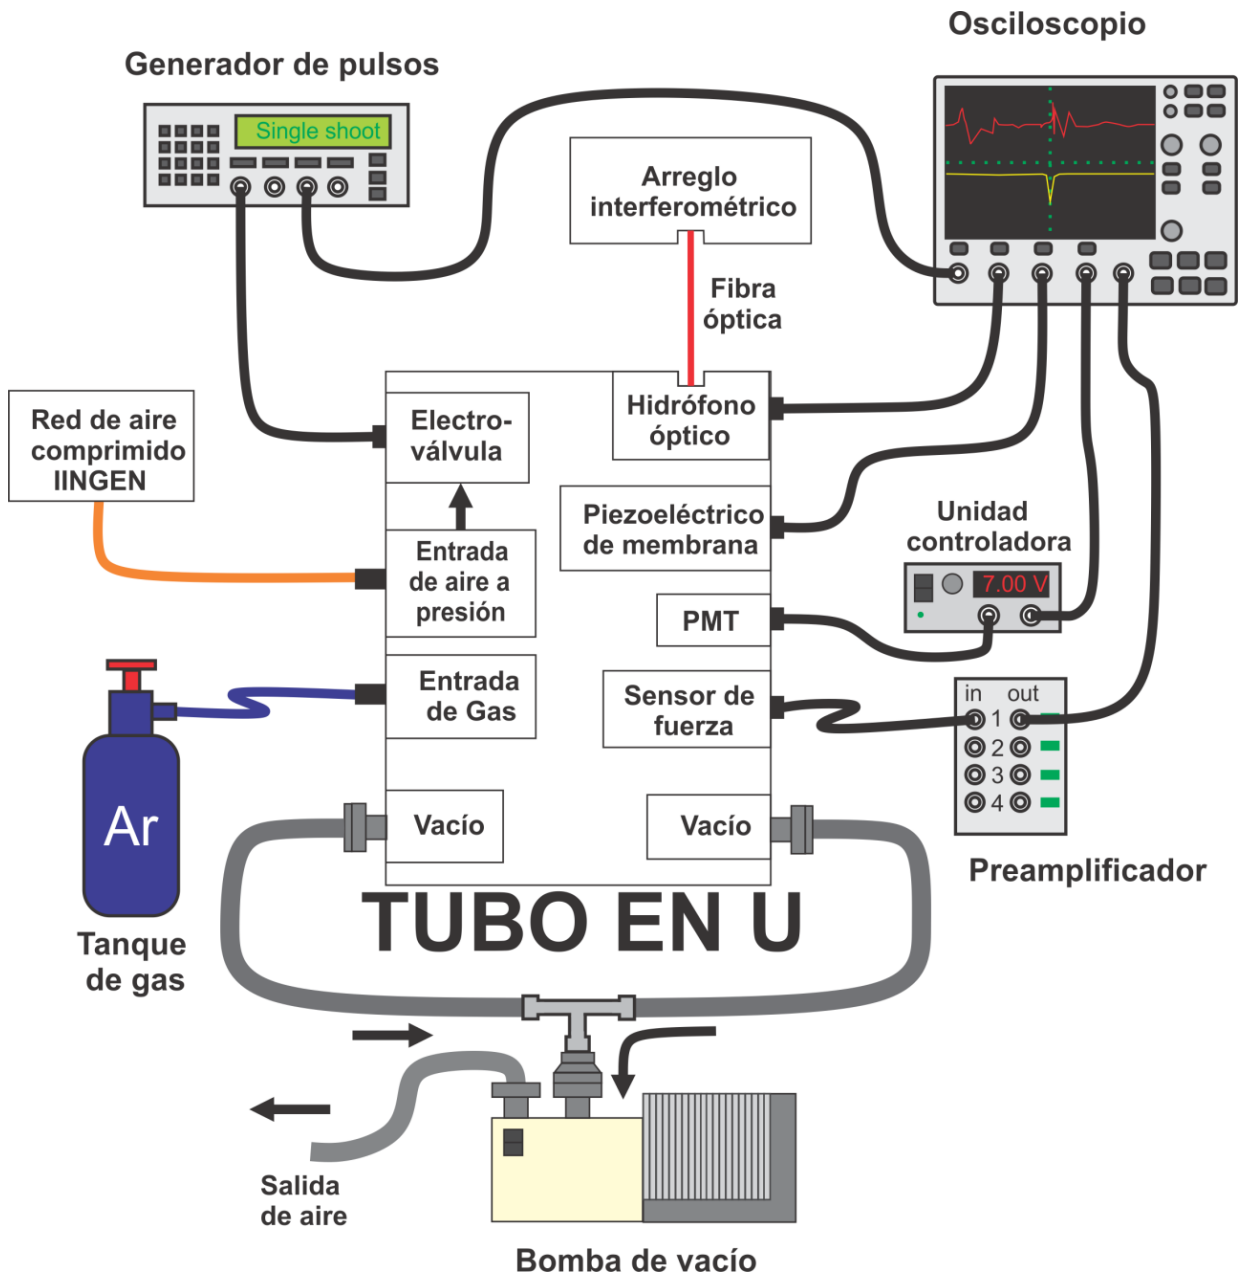 Osciloscopio
Generador de pulsos
Single shoot
Arreglo
interferométrico
Fibra
óptica
Red de aire
comprimido
IINGEN
Electro-
válvula
Hidrófono
óptico
Piezoeléctrico
de membrana
Unidad
controladora
7.00 V
Entrada
de aire a
presión
PMT
Entrada
de Gas
Sensor de
fuerza
in out
1
2
3
4
Ar
Vacío
Vacío
Preamplificador
TUBO EN U
Tanque
de gas
Salida
de aire
Bomba de vacío